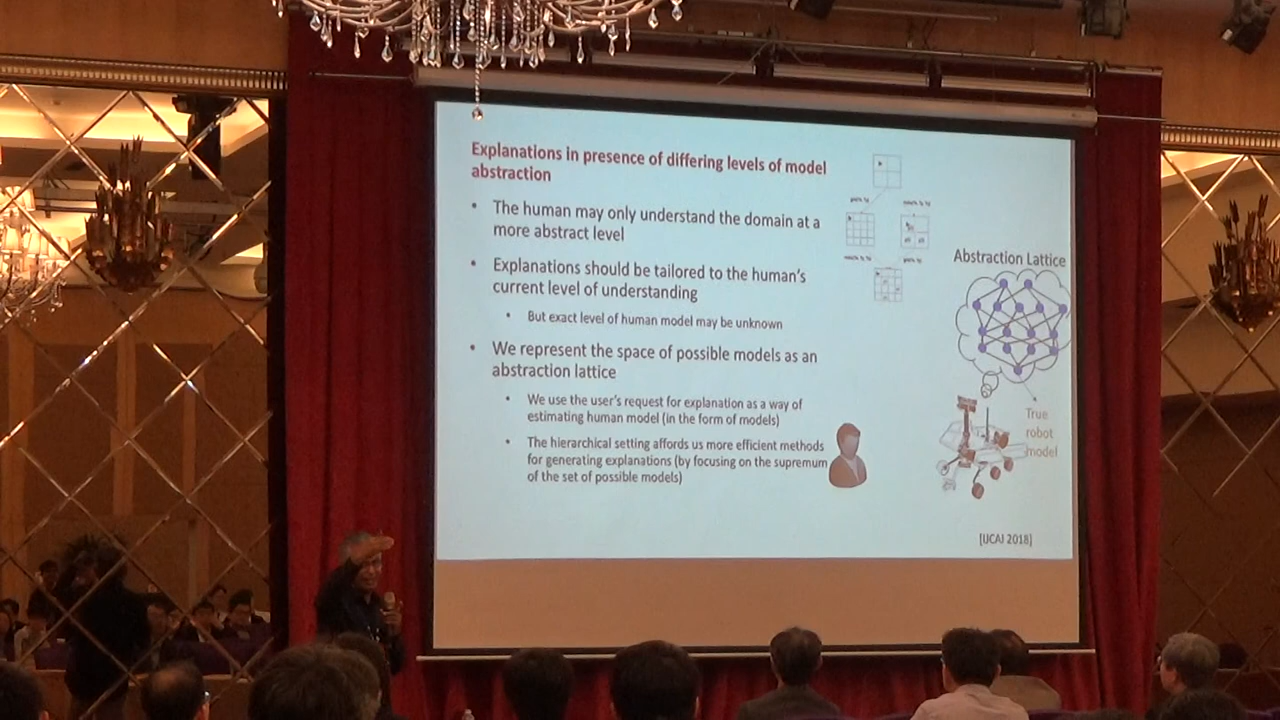 Explanations in presence of differing levels of model
abstraction
• The human may only understand the domain at a
more abstract level
• Explanations should be tailored to the human's
current level of understanding
• But exact level of human model may be unknown
• We represent the space of possible models as an
abstraction lattice
• We use the user's request for explanation as a way of
estimating human model (in the form of models)
• The hierarchical setting affords us more efficient methods
for generating explanations (by focusing on the supremum
of the set of possible models)
Abstraction Lattice
True
robot
model
[IJCAI 2018]